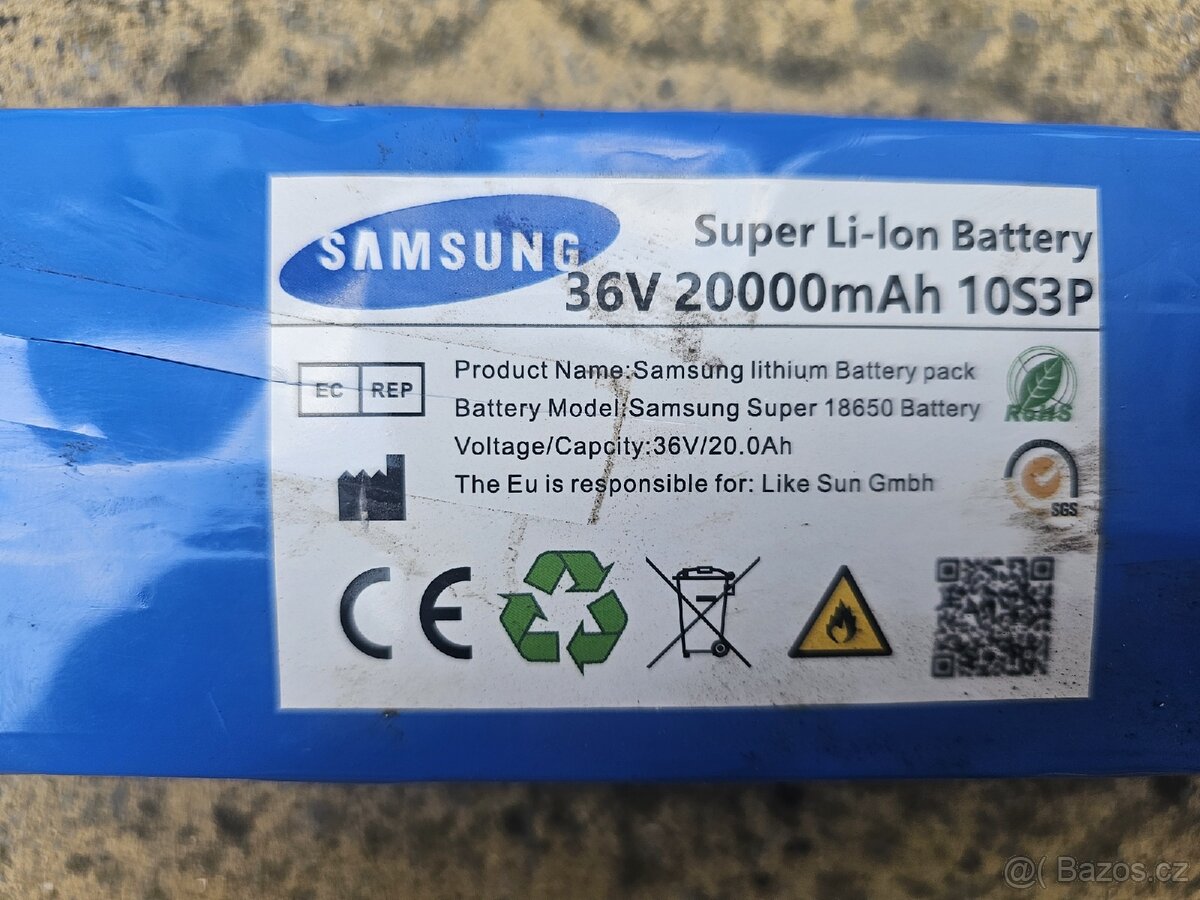 SAMSUNG
Super Li-Ion Battery
36V 20000mAh 10S3P
EC REP
Product Name:Samsung lithium Battery pack
Battery Model:Samsung Super 18650 Battery
Voltage/Capcity:36V/20.0Ah
The Eu is responsible for: Like Sun Gmbh
RoHS
SGS
CE
@( Bazos.cz